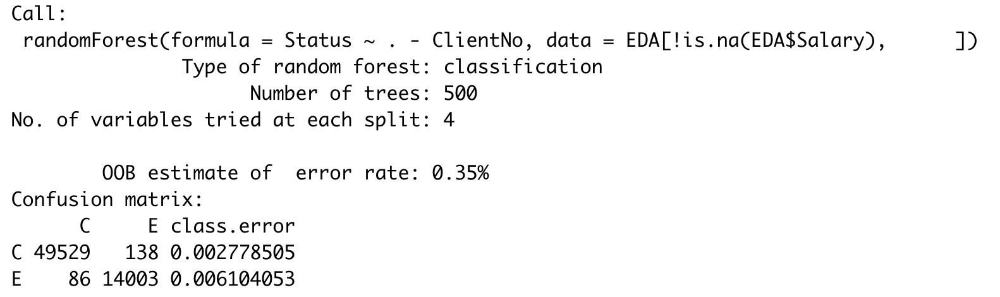 Call:
 randomForest(formula = Status ~ . - ClientNo, data = EDA[!is.na(EDA$Salary),      ])
               Type of random forest: classification
                     Number of trees: 500
No. of variables tried at each split: 4

        OOB estimate of  error rate: 0.35%
Confusion matrix:
      C     E class.error
C 49529   138 0.002778505
E    86 14003 0.006104053